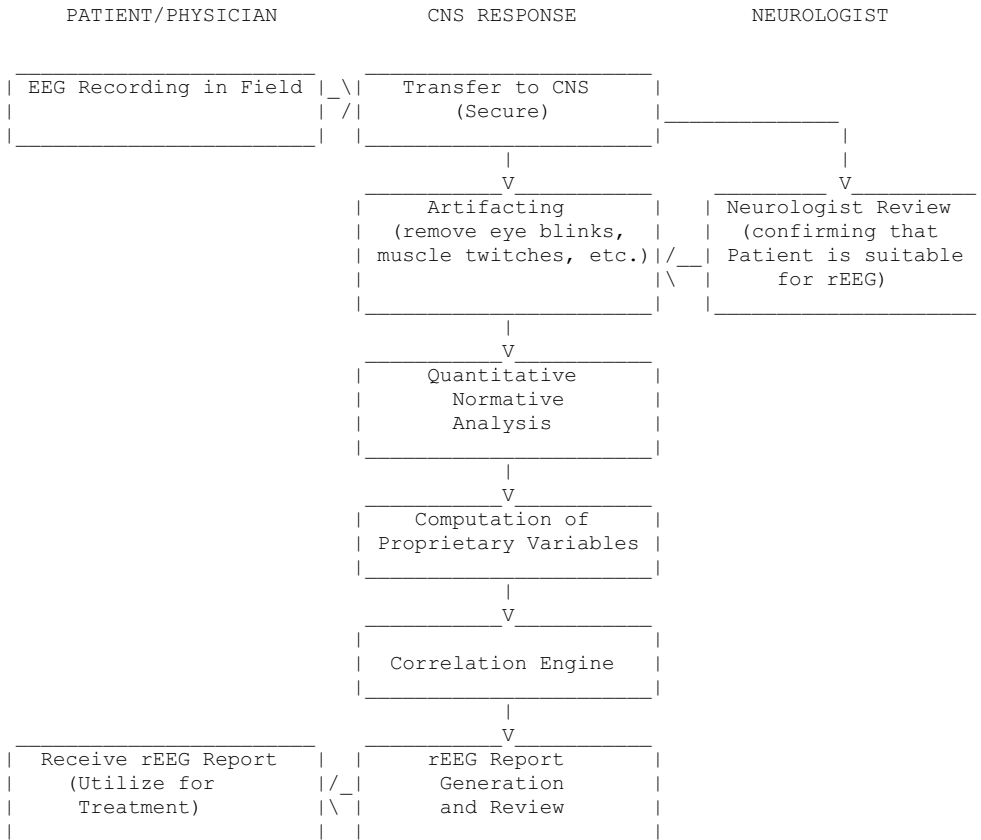 PATIENT/PHYSICIAN CNS RESPONSE NEUROLOGIST
EEG Recording in Field
Transfer to CNS
(Secure)
Artifacting
(remove eye blinks,
muscle twitches, etc.)
Neurologist Review
(confirming that
Patient is suitable
for rEEG)
Quantitative
Normative
Analysis
Computation of
Proprietary Variables
Correlation Engine
rEEG Report
Generation
and Review
Receive rEEG Report
(Utilize for
Treatment)